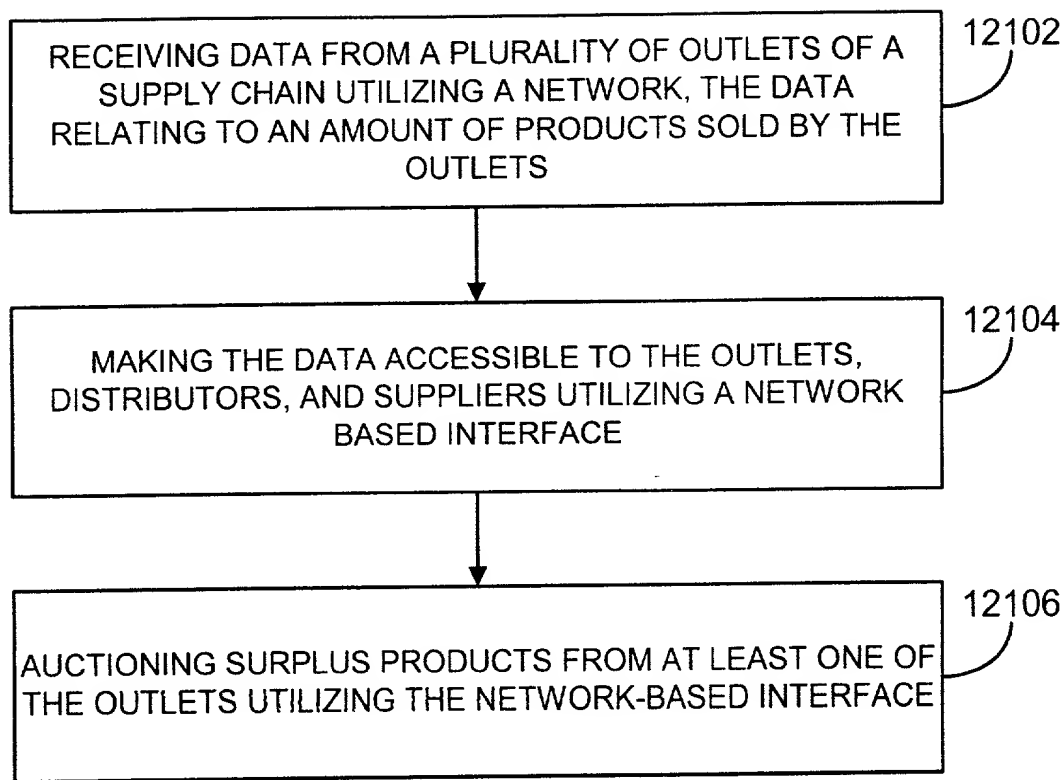 12102
RECEIVING DATA FROM A PLURALITY OF OUTLETS OF A
SUPPLY CHAIN UTILIZING A NETWORK, THE DATA
RELATING TO AN AMOUNT OF PRODUCTS SOLD BY THE
OUTLETS
12104
MAKING THE DATA ACCESSIBLE TO THE OUTLETS,
DISTRIBUTORS, AND SUPPLIERS UTILIZING A NETWORK
BASED INTERFACE
12106
AUCTIONING SURPLUS PRODUCTS FROM AT LEAST ONE OF
THE OUTLETS UTILIZING THE NETWORK-BASED INTERFACE